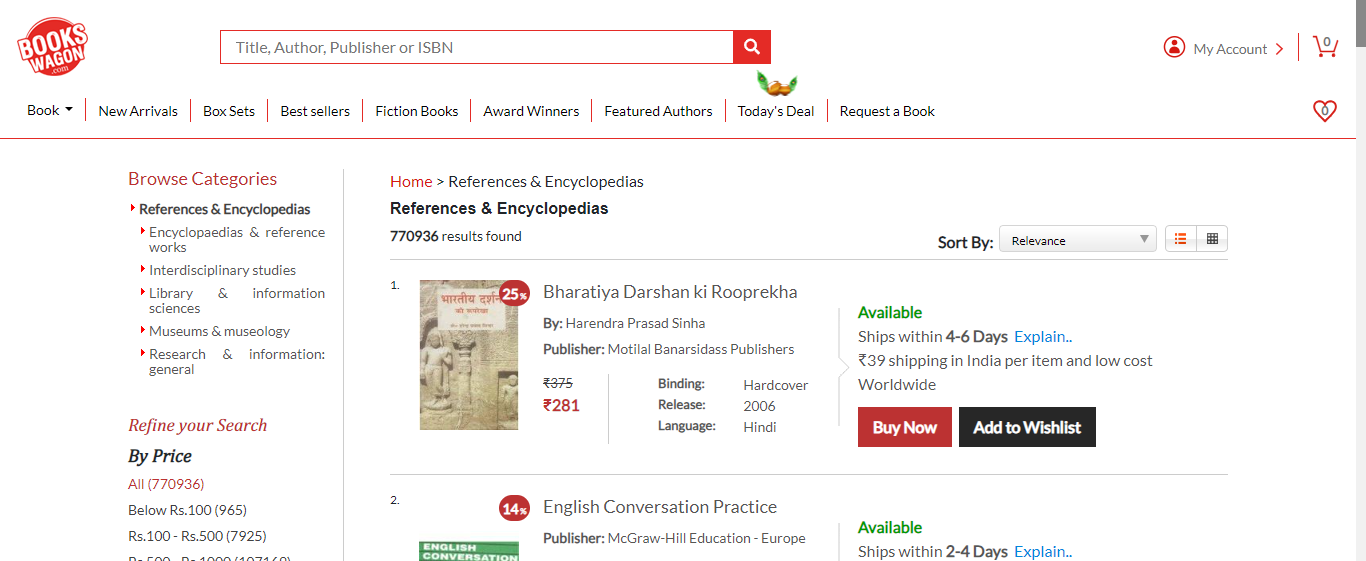 BOOKS
WAGON
.com
Title, Author, Publisher or ISBN
My Account
0
Book
New Arrivals
Box Sets
Best sellers
Fiction Books
Award Winners
Featured Authors
Today's Deal
Request a Book
0
Browse Categories
References & Encyclopedias
Encyclopaedias & reference
works
Interdisciplinary studies
Library & information
sciences
Museums & museology
Research & information:
general
Refine your Search
By Price
All (770936)
Below Rs.100 (965)
Rs.100 - Rs.500 (7925)
Home > References & Encyclopedias
References & Encyclopedias
770936 results found
Sort By: Relevance
1.
भारतीय दर्शन
की रूपरेखा
25%
Bharatiya Darshan ki Rooprekha
By: Harendra Prasad Sinha
Publisher: Motilal Banarsidass Publishers
₹375
₹281
Binding: Hardcover
Release: 2006
Language: Hindi
Available
Ships within 4-6 Days Explain..
₹39 shipping in India per item and low cost
Worldwide
Buy Now
Add to Wishlist
2.
14%
ENGLISH
CONVERSATION
English Conversation Practice
Publisher: McGraw-Hill Education - Europe
Available
Ships within 2-4 Days Explain..